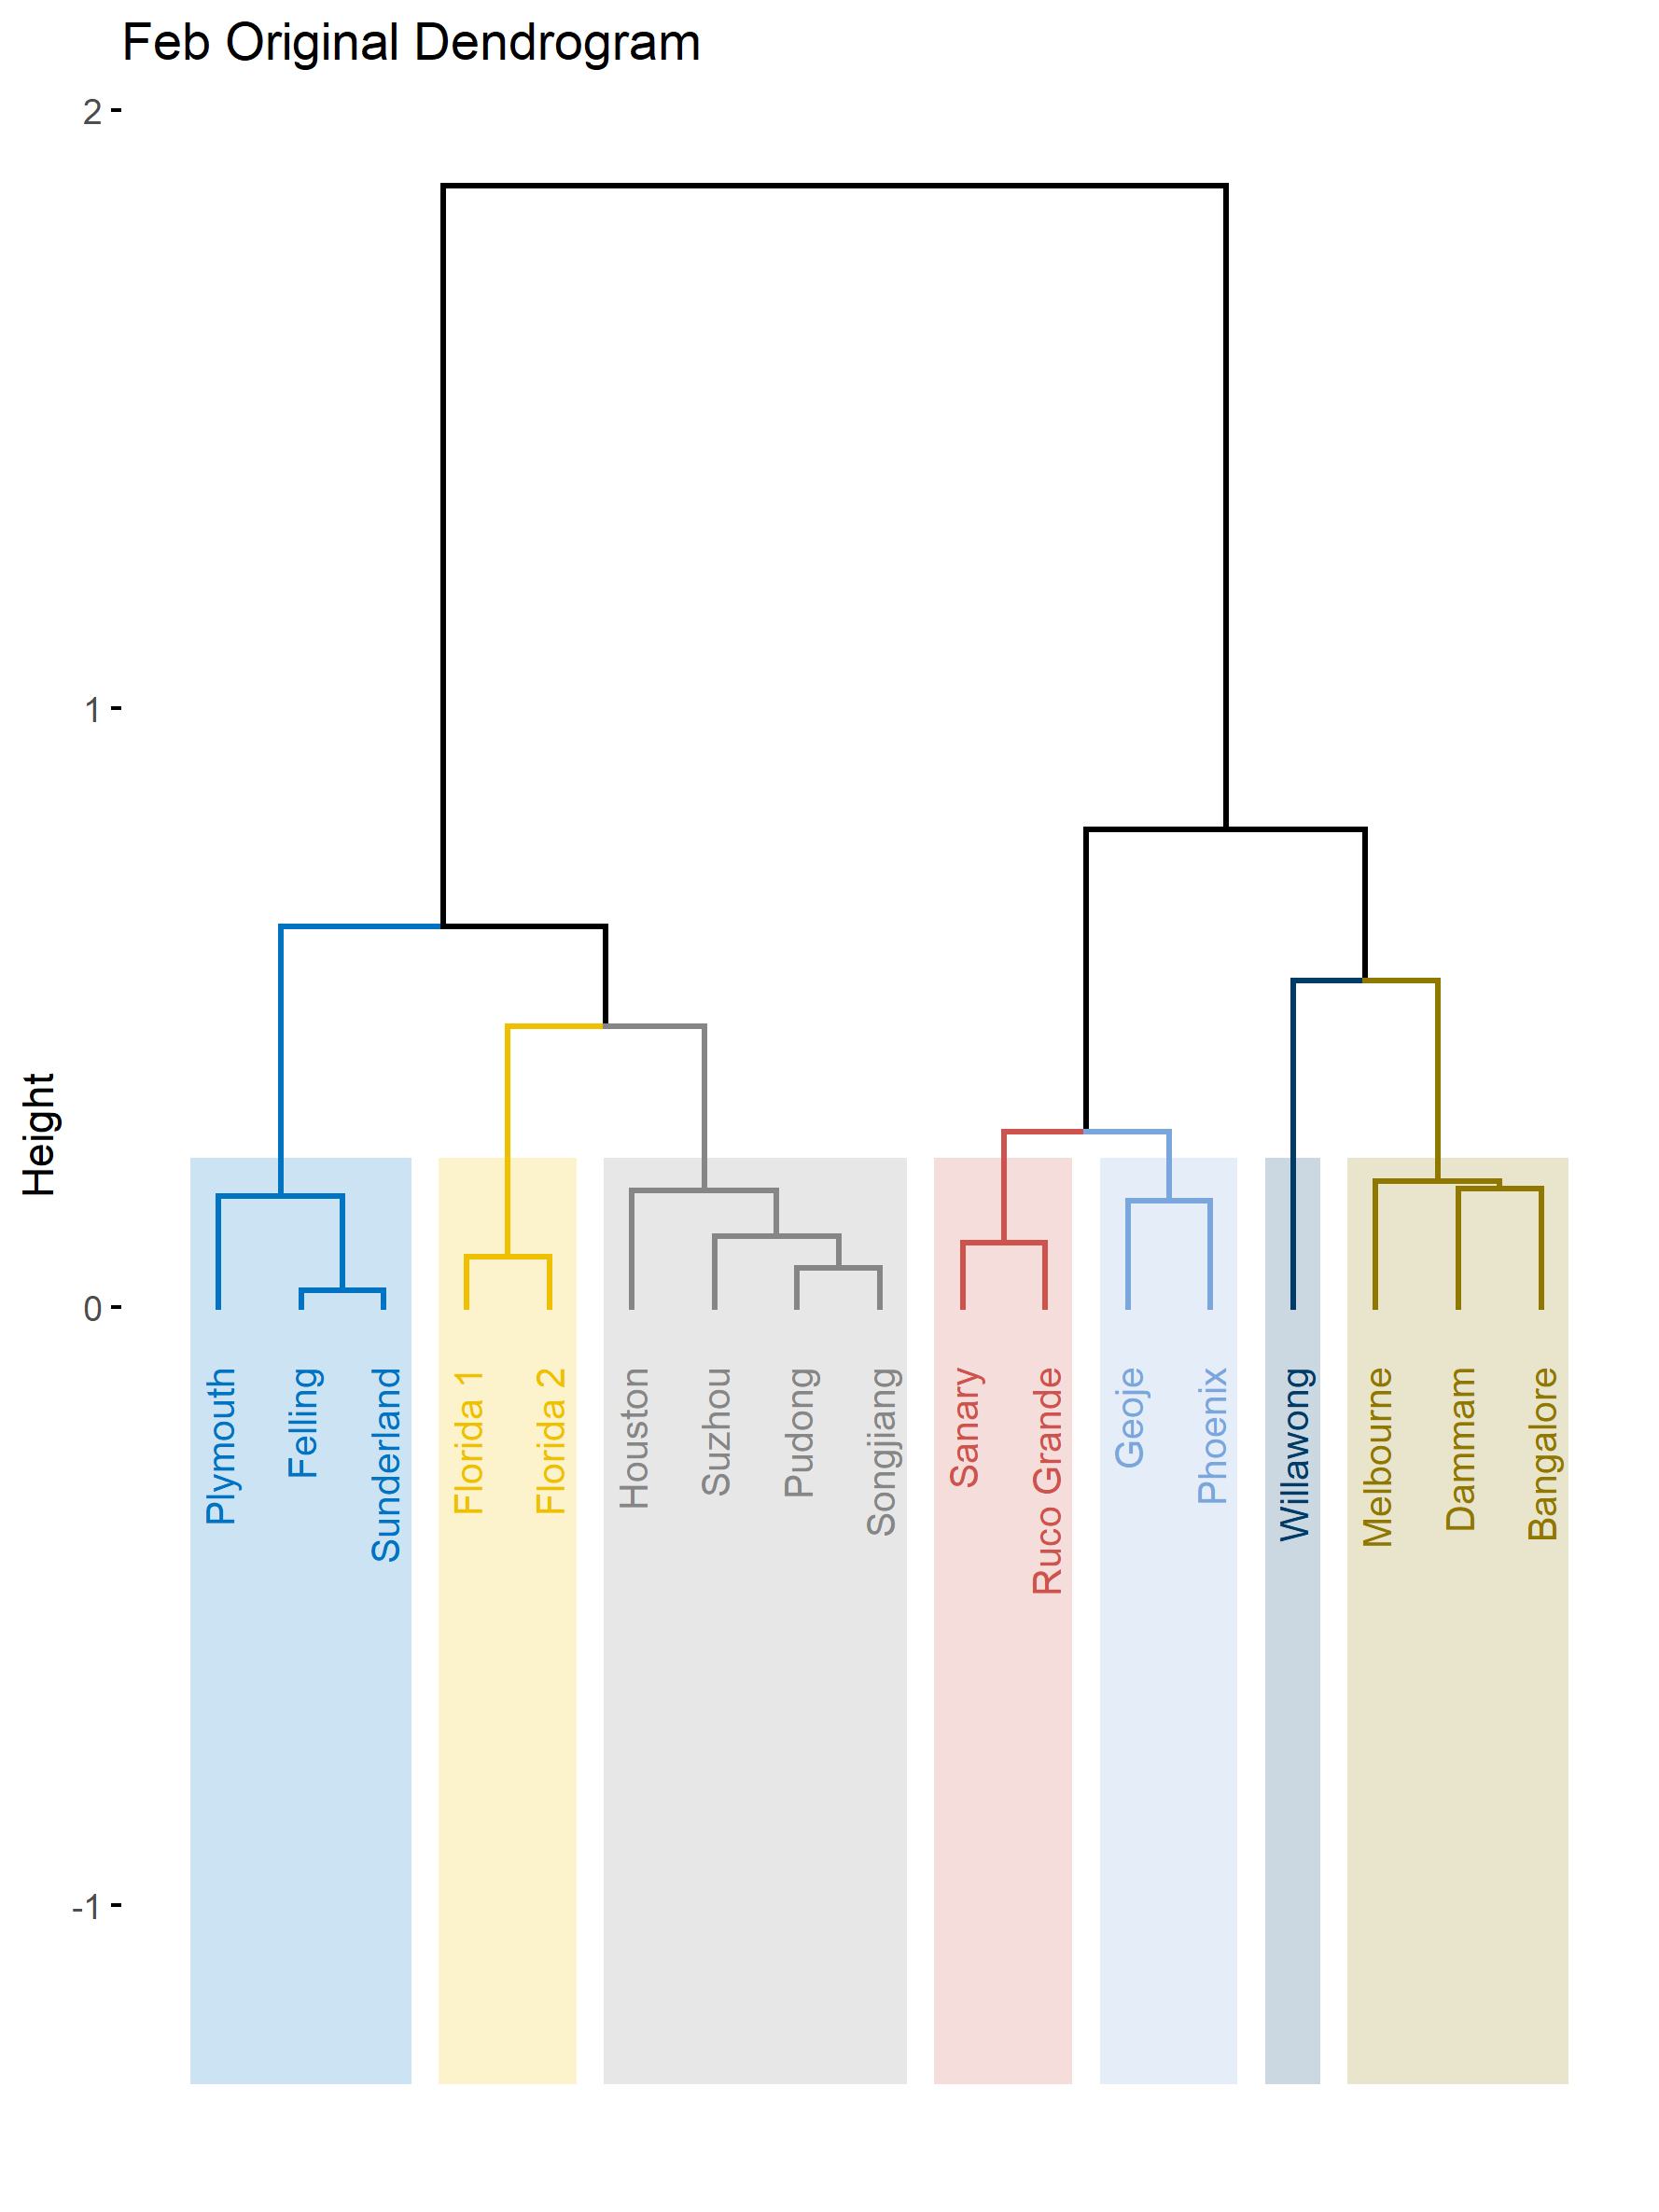 Feb Original Dendrogram
2
1
0
-1
Height
Plymouth
Felling
Sunderland
Florida 1
Florida 2
Houston
Suzhou
Pudong
Songjiang
Sanary
Ruco Grande
Geoje
Phoenix
Willawong
Melbourne
Dammam
Bangalore